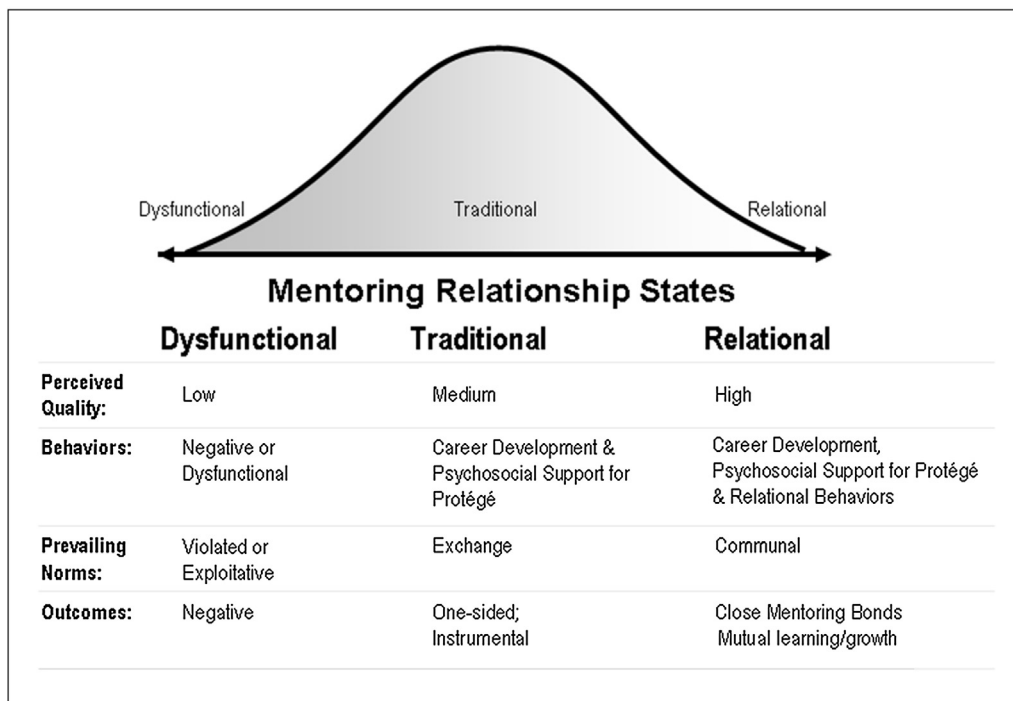 Dysfunctional Traditional Relational
Mentoring Relationship States
Dysfunctional Traditional Relational
Perceived Quality: Low Medium High
Behaviors: Negative or Dysfunctional Career Development & Psychosocial Support for Protégé Career Development, Psychosocial Support for Protégé & Relational Behaviors
Prevailing Norms: Violated or Exploitative Exchange Communal
Outcomes: Negative One-sided; Instrumental Close Mentoring Bonds Mutual learning/growth